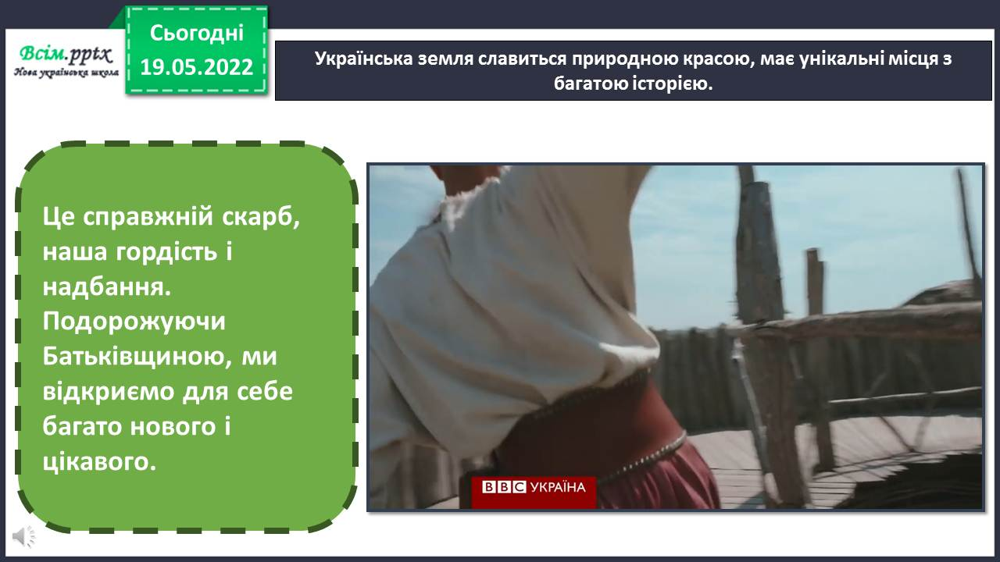 Всім.pptx
Нова українська школа
Сьогодні
19.05.2022
Українська земля славиться природною красою, має унікальні місця з
багатою історією.
Це справжній скарб,
наша гордість і
надбання.
Подорожуючи
Батьківщиною, ми
відкриємо для себе
багато нового і
цікавого.
BBC УКРАЇНА